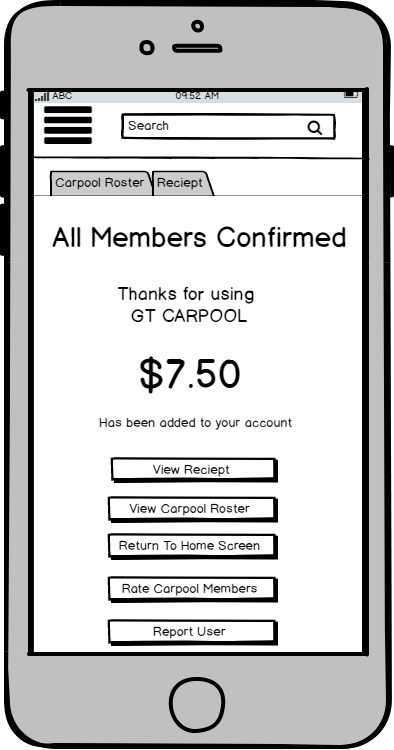 ABC 09:52 AM
Search
Carpool Roster Reciept
All Members Confirmed
Thanks for using
GT CARPOOL
$7.50
Has been added to your account
View Reciept
View Carpool Roster
Return To Home Screen
Rate Carpool Members
Report User